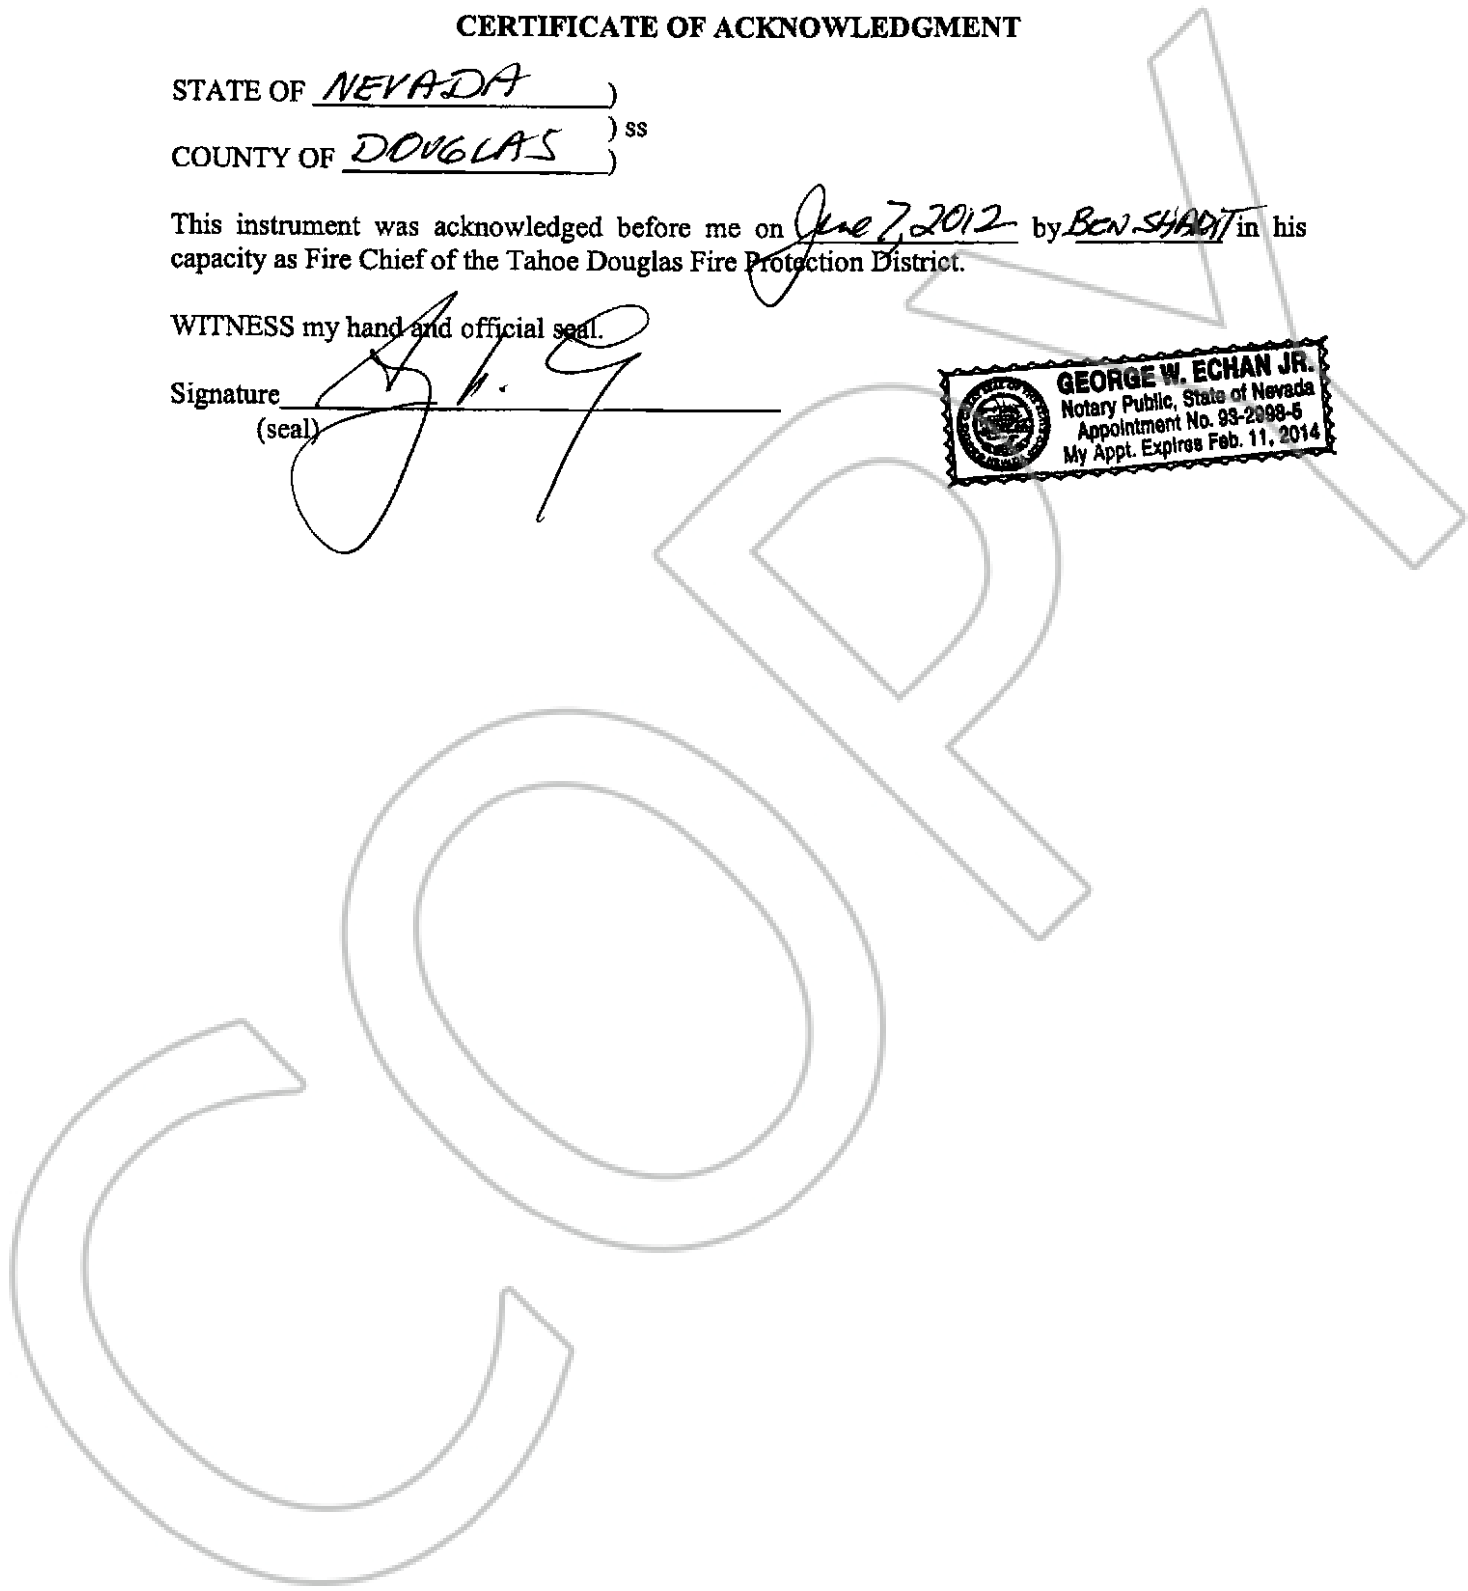 CERTIFICATE OF ACKNOWLEDGMENT
STATE OF NEVADA )
) ss
COUNTY OF DOUGLAS )
This instrument was acknowledged before me on June 7, 2012 by BEN SHARIT in his
capacity as Fire Chief of the Tahoe Douglas Fire Protection District.
WITNESS my hand and official seal.
Signature
(seal)
GEORGE W. ECHAN JR.
Notary Public, State of Nevada
Appointment No. 93-2998-5
My Appt. Expires Feb. 11, 2014
COPY